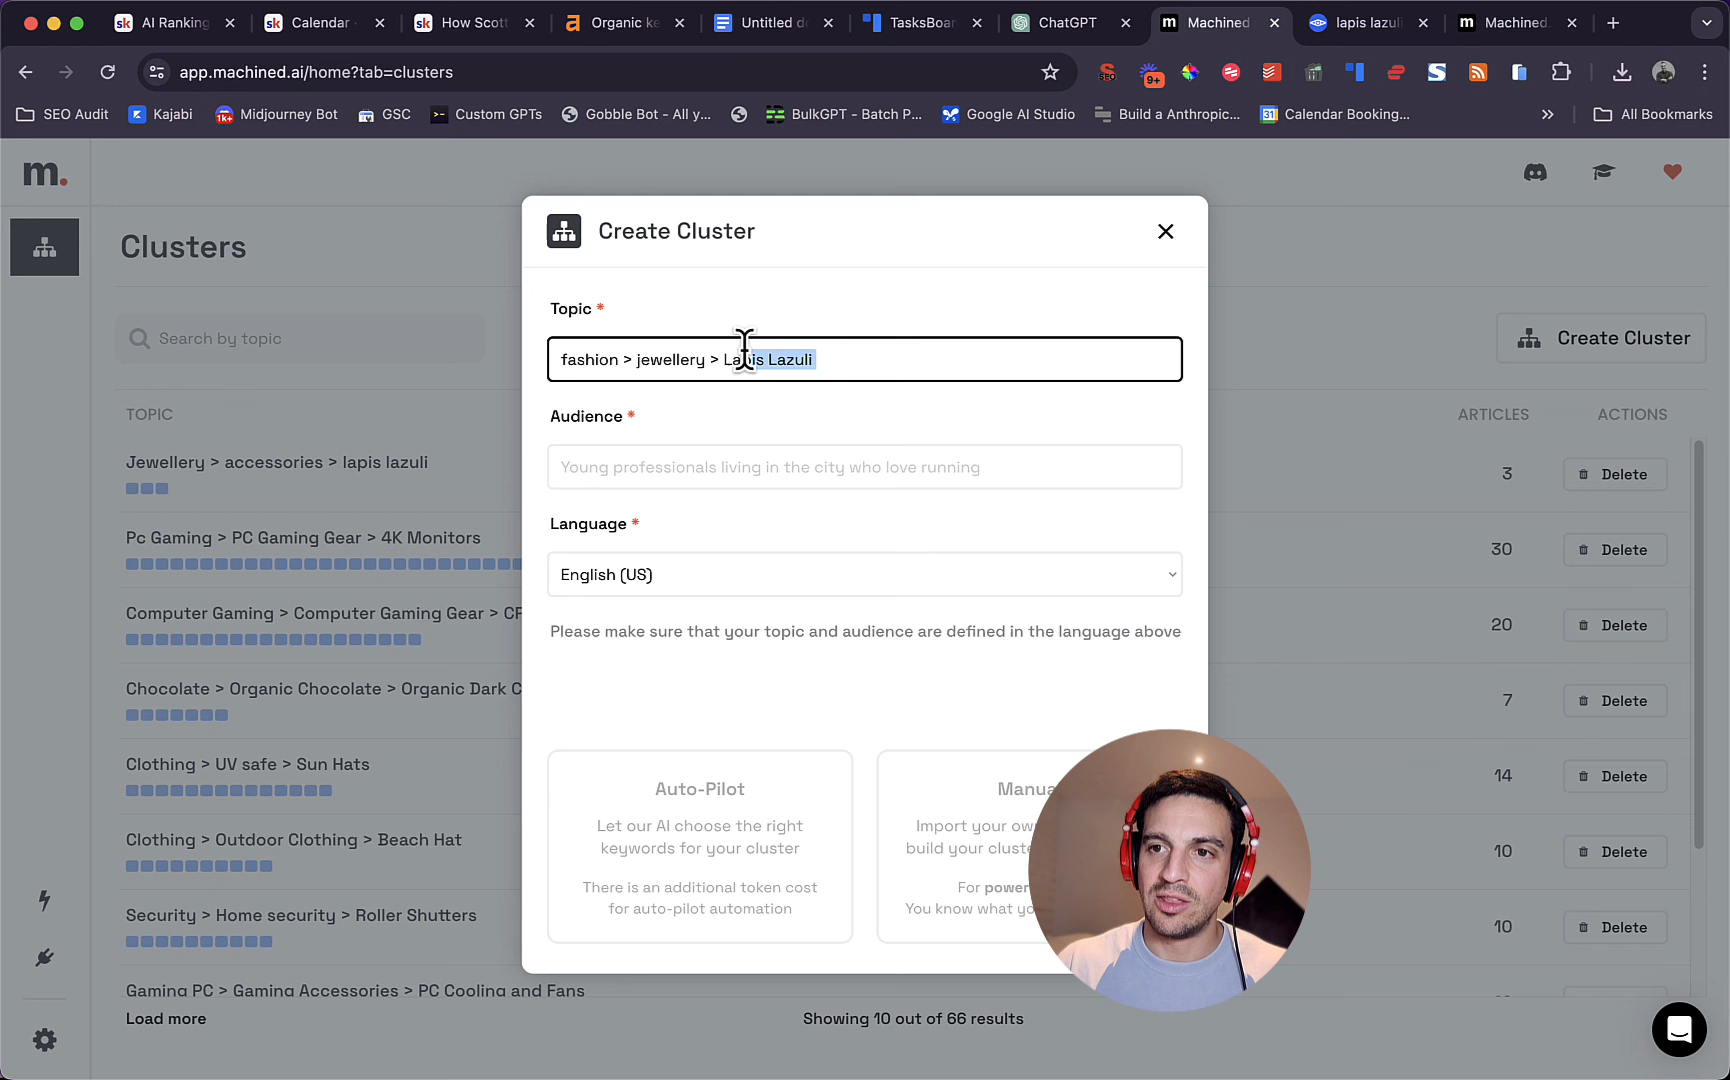 AI Ranking
Calendar
How Scott
Organic ke
Untitled d
TasksBoar
ChatGPT
Machined
lapis lazuli
Machined.
app.machined.ai/home?tab=clusters
SEO
9+
SEO Audit
Kajabi
1k+
Midjourney Bot
GSC
Custom GPTs
Gobble Bot - All y...
BulkGPT - Batch P...
Google AI Studio
Build a Anthropic...
31
Calendar Booking...
All Bookmarks
m.
Create Cluster
Clusters
Topic *
Search by topic
fashion > jewellery > Lapis Lazuli
Create Cluster
Audience *
TOPIC
ARTICLES
ACTIONS
Young professionals living in the city who love running
Jewellery > accessories > lapis lazuli
3
Delete
Language *
Pc Gaming > PC Gaming Gear > 4K Monitors
30
Delete
English (US)
Computer Gaming > Computer Gaming Gear > CP
20
Delete
Please make sure that your topic and audience are defined in the language above
Chocolate > Organic Chocolate > Organic Dark C
7
Delete
Clothing > UV safe > Sun Hats
14
Delete
Auto-Pilot
Let our AI choose the right
keywords for your cluster
There is an additional token cost
for auto-pilot automation
Manua
Import your own
build your cluste
For power
You know what yo
Clothing > Outdoor Clothing > Beach Hat
10
Delete
Security > Home security > Roller Shutters
10
Delete
Gaming PC > Gaming Accessories > PC Cooling and Fans
Load more
Showing 10 out of 66 results